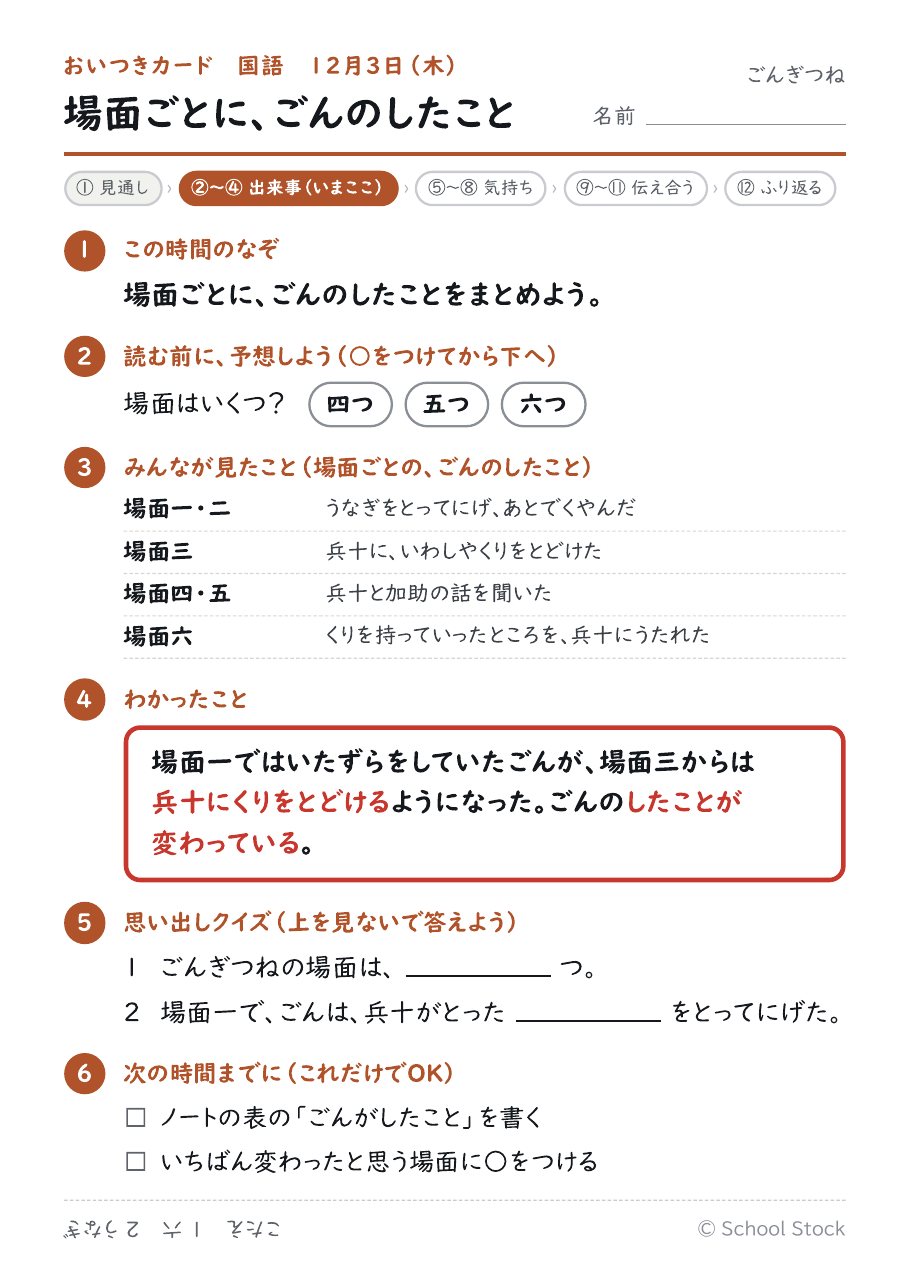 おいつきカード　国語　12月3日（木）
ごんぎつね
場面ごとに、ごんのしたこと
名前
① 見通し › ②〜④ 出来事（いまここ） › ⑤〜⑧ 気持ち › ⑨〜⑪ 伝え合う › ⑫ ふり返る
1 この時間のなぞ
場面ごとに、ごんのしたことをまとめよう。
2 読む前に、予想しよう（○をつけてから下へ）
場面はいくつ？ 四つ 五つ 六つ
3 みんなが見たこと（場面ごとの、ごんのしたこと）
場面一・二 うなぎをとってにげ、あとでくやんだ
場面三 兵十に、いわしやくりをとどけた
場面四・五 兵十と加助の話を聞いた
場面六 くりを持っていったところを、兵十にうたれた
4 わかったこと
場面一ではいたずらをしていたごんが、場面三からは
兵十にくりをとどけるようになった。ごんのしたことが
変わっている。
5 思い出しクイズ（上を見ないで答えよう）
1 ごんぎつねの場面は、 つ。
2 場面一で、ごんは、兵十がとった をとってにげた。
6 次の時間までに（これだけでOK）
□ ノートの表の「ごんがしたこと」を書く
□ いちばん変わったと思う場面に○をつける
こたえ　1 六　2 うなぎ
© School Stock